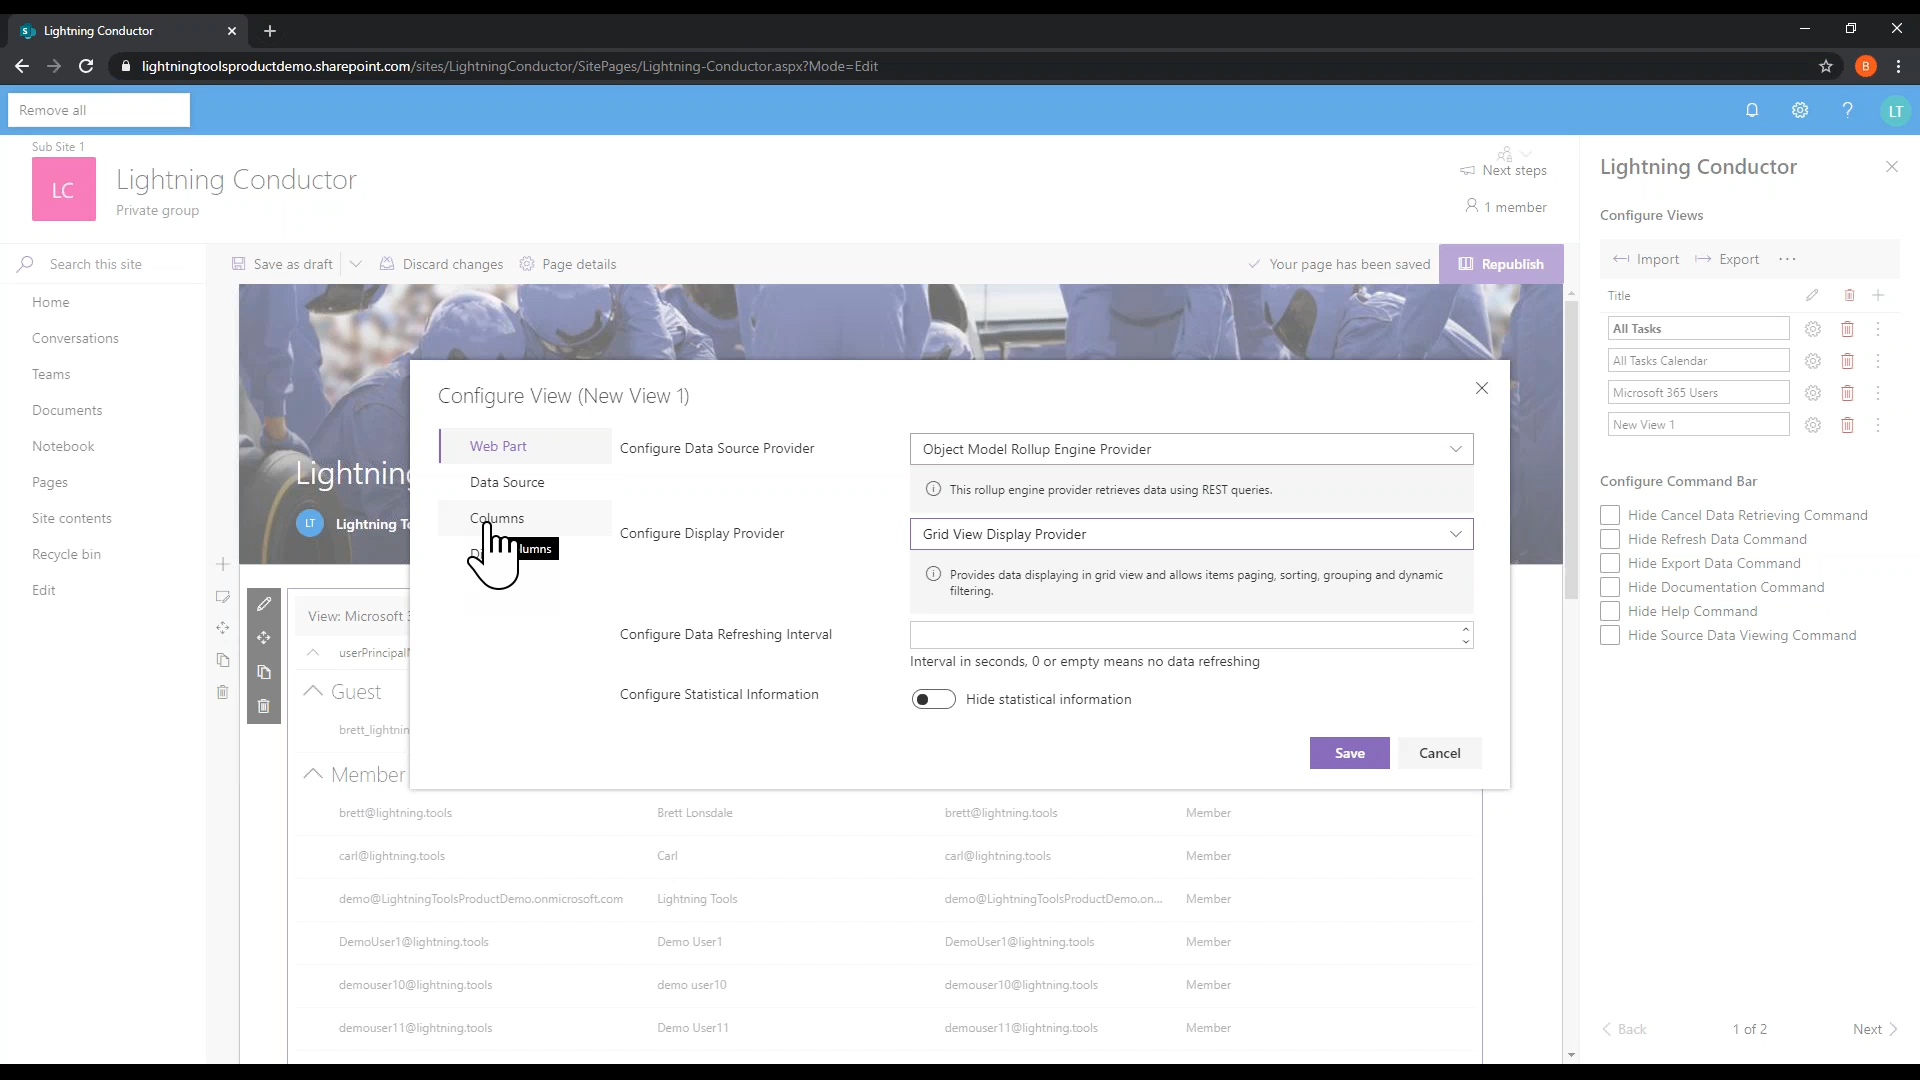 Lightning Conductor
lightningtoolsproductdemo.sharepoint.com/sites/LightningConductor/SitePages/Lightning-Conductor.aspx?Mode=Edit
B
Remove all
LT
Sub Site 1
LC
Lightning Conductor
Private group
Next steps
1 member
Search this site
Save as draft
Discard changes
Page details
Your page has been saved
Republish
Home
Conversations
Teams
Documents
Notebook
Pages
Site contents
Recycle bin
Edit
LT
View: Microsoft
Guest
Member
brett@lightning.tools Brett Lonsdale brett@lightning.tools Member
carl@lightning.tools Carl carl@lightning.tools Member
demo@LightningToolsProductDemo.onmicrosoft.com Lightning Tools demo@LightningToolsProductDemo.on... Member
DemoUser1@lightning.tools Demo User1 DemoUser1@lightning.tools Member
demouser10@lightning.tools demo user10 demouser10@lightning.tools Member
demouser11@lightning.tools Demo User11 demouser11@lightning.tools Member
Configure View (New View 1)
Web Part
Data Source
Columns
Configure Data Source Provider
Object Model Rollup Engine Provider
This rollup engine provider retrieves data using REST queries.
Configure Display Provider
Grid View Display Provider
Provides data displaying in grid view and allows items paging, sorting, grouping and dynamic
filtering.
Configure Data Refreshing Interval
Interval in seconds, 0 or empty means no data refreshing
Configure Statistical Information
Hide statistical information
Save
Cancel
Lightning Conductor
Configure Views
Import
Export
Title
All Tasks
All Tasks Calendar
Microsoft 365 Users
New View 1
Configure Command Bar
Hide Cancel Data Retrieving Command
Hide Refresh Data Command
Hide Export Data Command
Hide Documentation Command
Hide Help Command
Hide Source Data Viewing Command
Back
1 of 2
Next